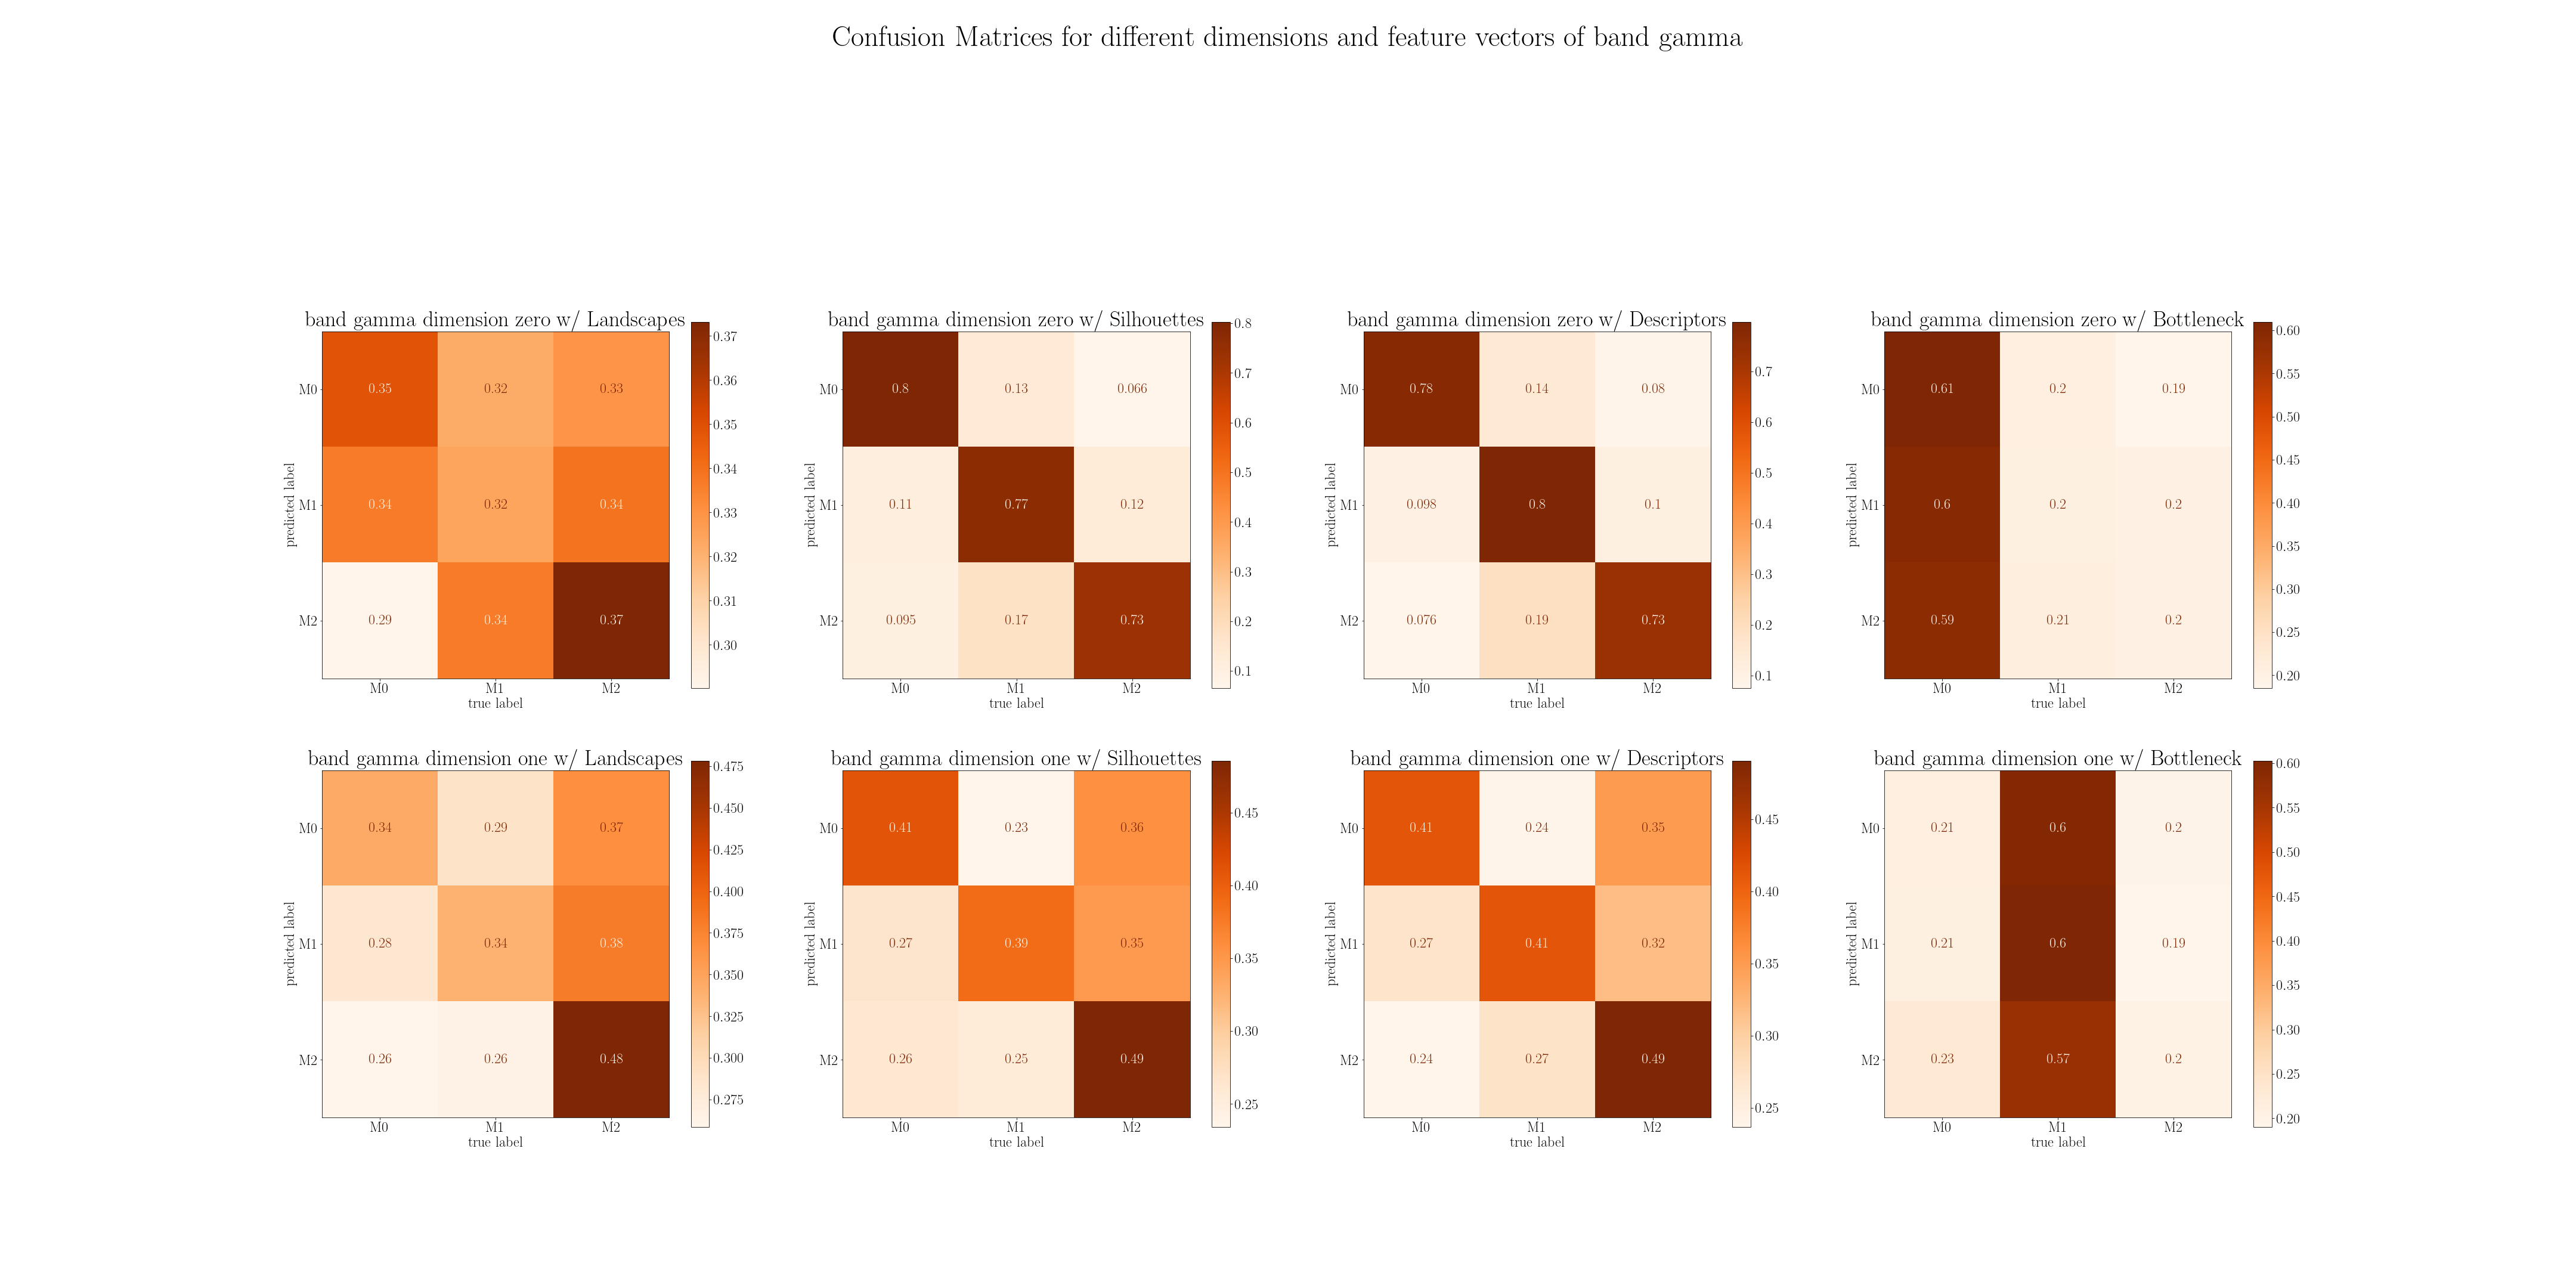 Confusion Matrices for different dimensions and feature vectors of band gamma
band gamma dimension zero w/ Landscapes
M0 0.35 0.32 0.33
M1 0.34 0.32 0.34
M2 0.29 0.34 0.37
M0 M1 M2
true label
predicted label
0.37
0.36
0.35
0.34
0.33
0.32
0.31
0.30
band gamma dimension zero w/ Silhouettes
M0 0.8 0.13 0.066
M1 0.11 0.77 0.12
M2 0.095 0.17 0.73
M0 M1 M2
true label
predicted label
0.8
0.7
0.6
0.5
0.4
0.3
0.2
0.1
band gamma dimension zero w/ Descriptors
M0 0.78 0.14 0.08
M1 0.098 0.8 0.1
M2 0.076 0.19 0.73
M0 M1 M2
true label
predicted label
0.7
0.6
0.5
0.4
0.3
0.2
0.1
band gamma dimension zero w/ Bottleneck
M0 0.61 0.2 0.19
M1 0.6 0.2 0.2
M2 0.59 0.21 0.2
M0 M1 M2
true label
predicted label
0.60
0.55
0.50
0.45
0.40
0.35
0.30
0.25
0.20
band gamma dimension one w/ Landscapes
M0 0.34 0.29 0.37
M1 0.28 0.34 0.38
M2 0.26 0.26 0.48
M0 M1 M2
true label
predicted label
0.475
0.450
0.425
0.400
0.375
0.350
0.325
0.300
0.275
band gamma dimension one w/ Silhouettes
M0 0.41 0.23 0.36
M1 0.27 0.39 0.35
M2 0.26 0.25 0.49
M0 M1 M2
true label
predicted label
0.45
0.40
0.35
0.30
0.25
band gamma dimension one w/ Descriptors
M0 0.41 0.24 0.35
M1 0.27 0.41 0.32
M2 0.24 0.27 0.49
M0 M1 M2
true label
predicted label
0.45
0.40
0.35
0.30
0.25
band gamma dimension one w/ Bottleneck
M0 0.21 0.6 0.2
M1 0.21 0.6 0.19
M2 0.23 0.57 0.2
M0 M1 M2
true label
predicted label
0.60
0.55
0.50
0.45
0.40
0.35
0.30
0.25
0.20